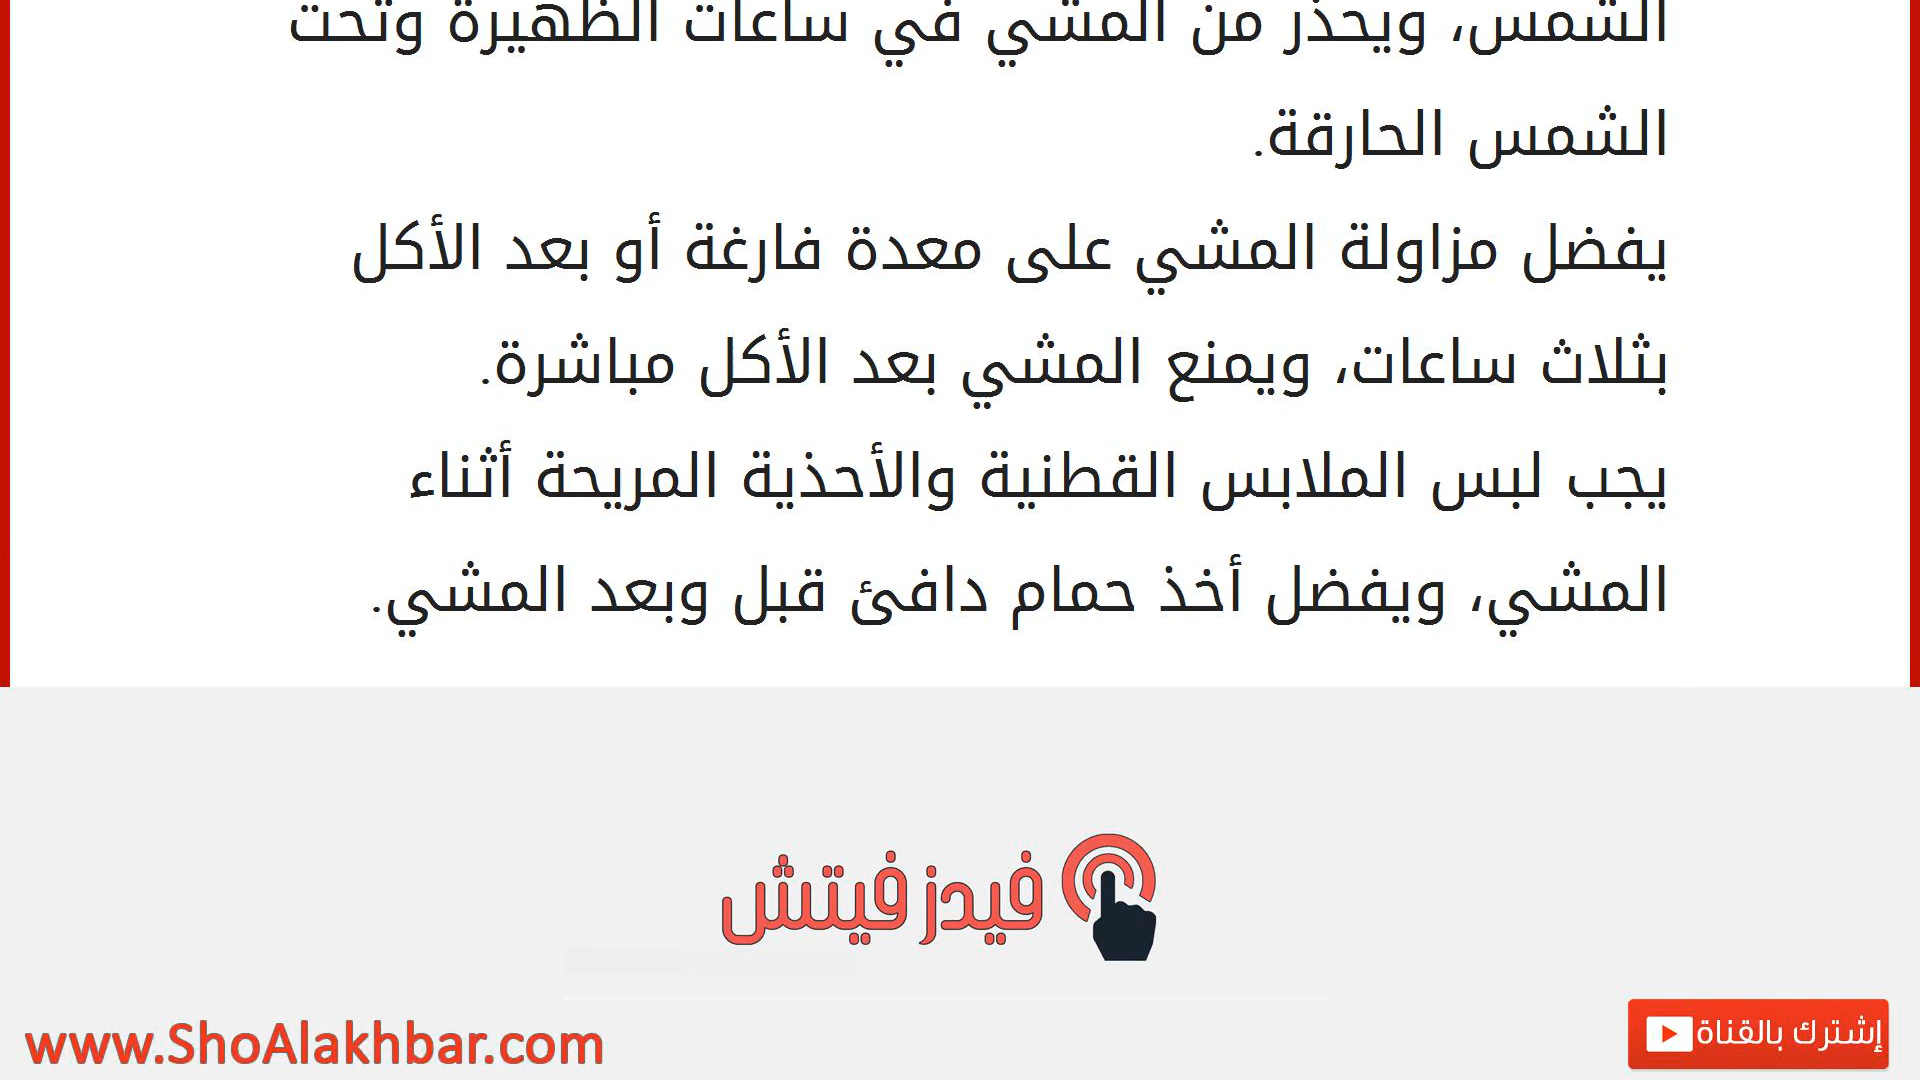 الشمس، ويحذر من المشي في ساعات الظهيرة وتحت
الشمس الحارقة.
يفضل مزاولة المشي على معدة فارغة أو بعد الأكل
بثلاث ساعات، ويمنع المشي بعد الأكل مباشرة.
يجب لبس الملابس القطنية والأحذية المريحة أثناء
المشي، ويفضل أخذ حمام دافئ قبل وبعد المشي.
فيدز فيتش
www.ShoAlakhbar.com
إشترك بالقناة